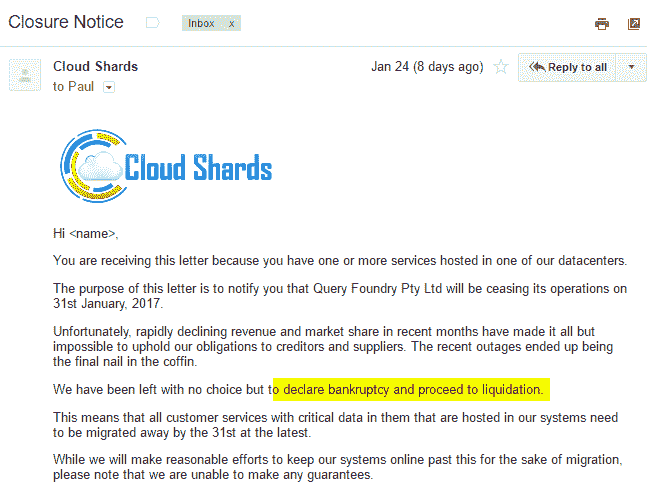 Closure Notice
Inbox x
Cloud Shards
Jan 24 (8 days ago)
Reply to all
to Paul
Cloud Shards
Hi <name>,
You are receiving this letter because you have one or more services hosted in one of our datacenters.
The purpose of this letter is to notify you that Query Foundry Pty Ltd will be ceasing its operations on
31st January, 2017.
Unfortunately, rapidly declining revenue and market share in recent months have made it all but
impossible to uphold our obligations to creditors and suppliers. The recent outages ended up being
the final nail in the coffin.
We have been left with no choice but to declare bankruptcy and proceed to liquidation.
This means that all customer services with critical data in them that are hosted in our systems need
to be migrated away by the 31st at the latest.
While we will make reasonable efforts to keep our systems online past this for the sake of migration,
please note that we are unable to make any guarantees.